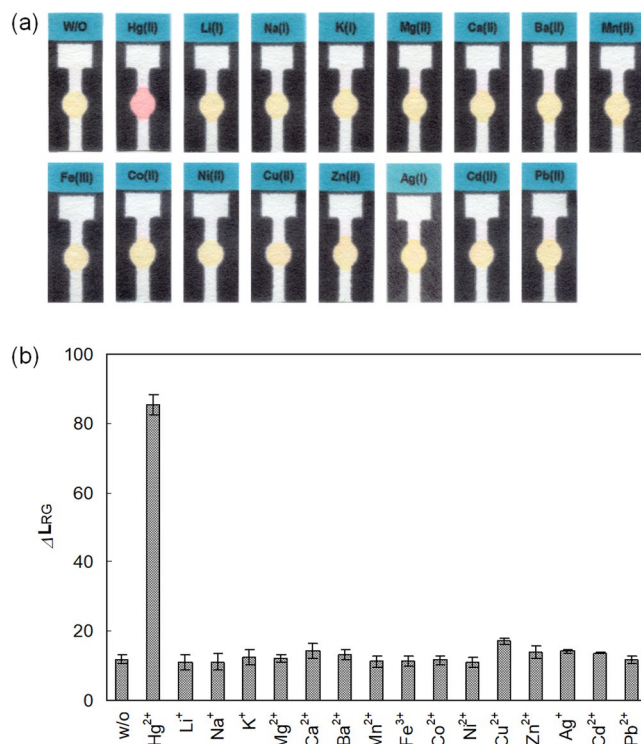 (a)
W/O Hg(II) Li(I) Na(I) K(I) Mg(II) Ca(II) Ba(II) Mn(II)
Fe(III) Co(II) Ni(II) Cu(II) Zn(II) Ag(I) Cd(II) Pb(II)
(b)
100
80
60
40
20
0
ΔLRG
w/o Hg²⁺ Li⁺ Na⁺ K⁺ Mg²⁺ Ca²⁺ Ba²⁺ Mn²⁺ Fe³⁺ Co²⁺ Ni²⁺ Cu²⁺ Zn²⁺ Ag⁺ Cd²⁺ Pb²⁺